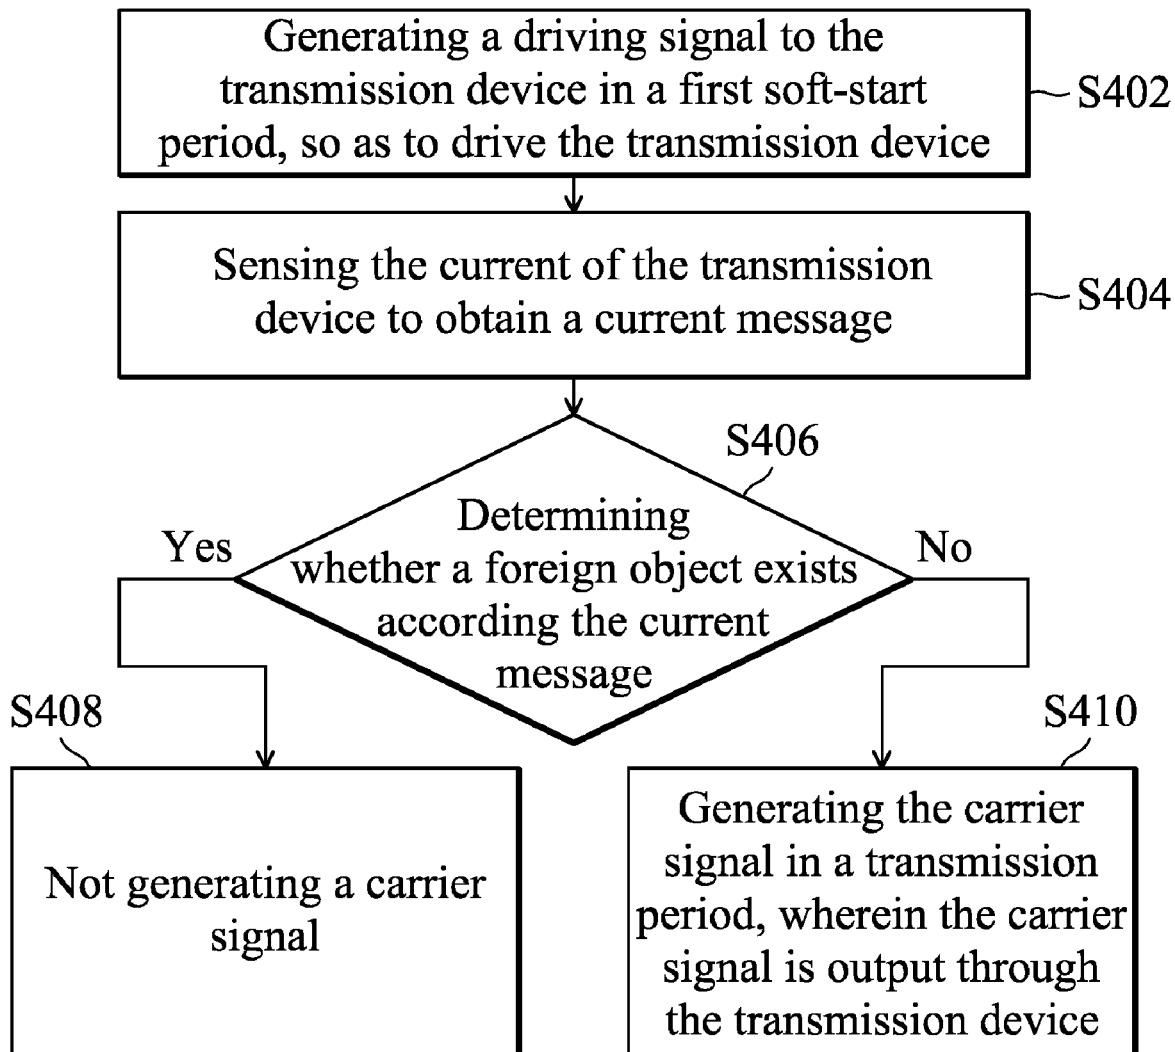 Generating a driving signal to the
transmission device in a first soft-start
period, so as to drive the transmission device
S402
Sensing the current of the transmission
device to obtain a current message
S404
S406
Determining
whether a foreign object exists
according the current
message
Yes
No
S408
Not generating a carrier
signal
S410
Generating the carrier
signal in a transmission
period, wherein the carrier
signal is output through
the transmission device